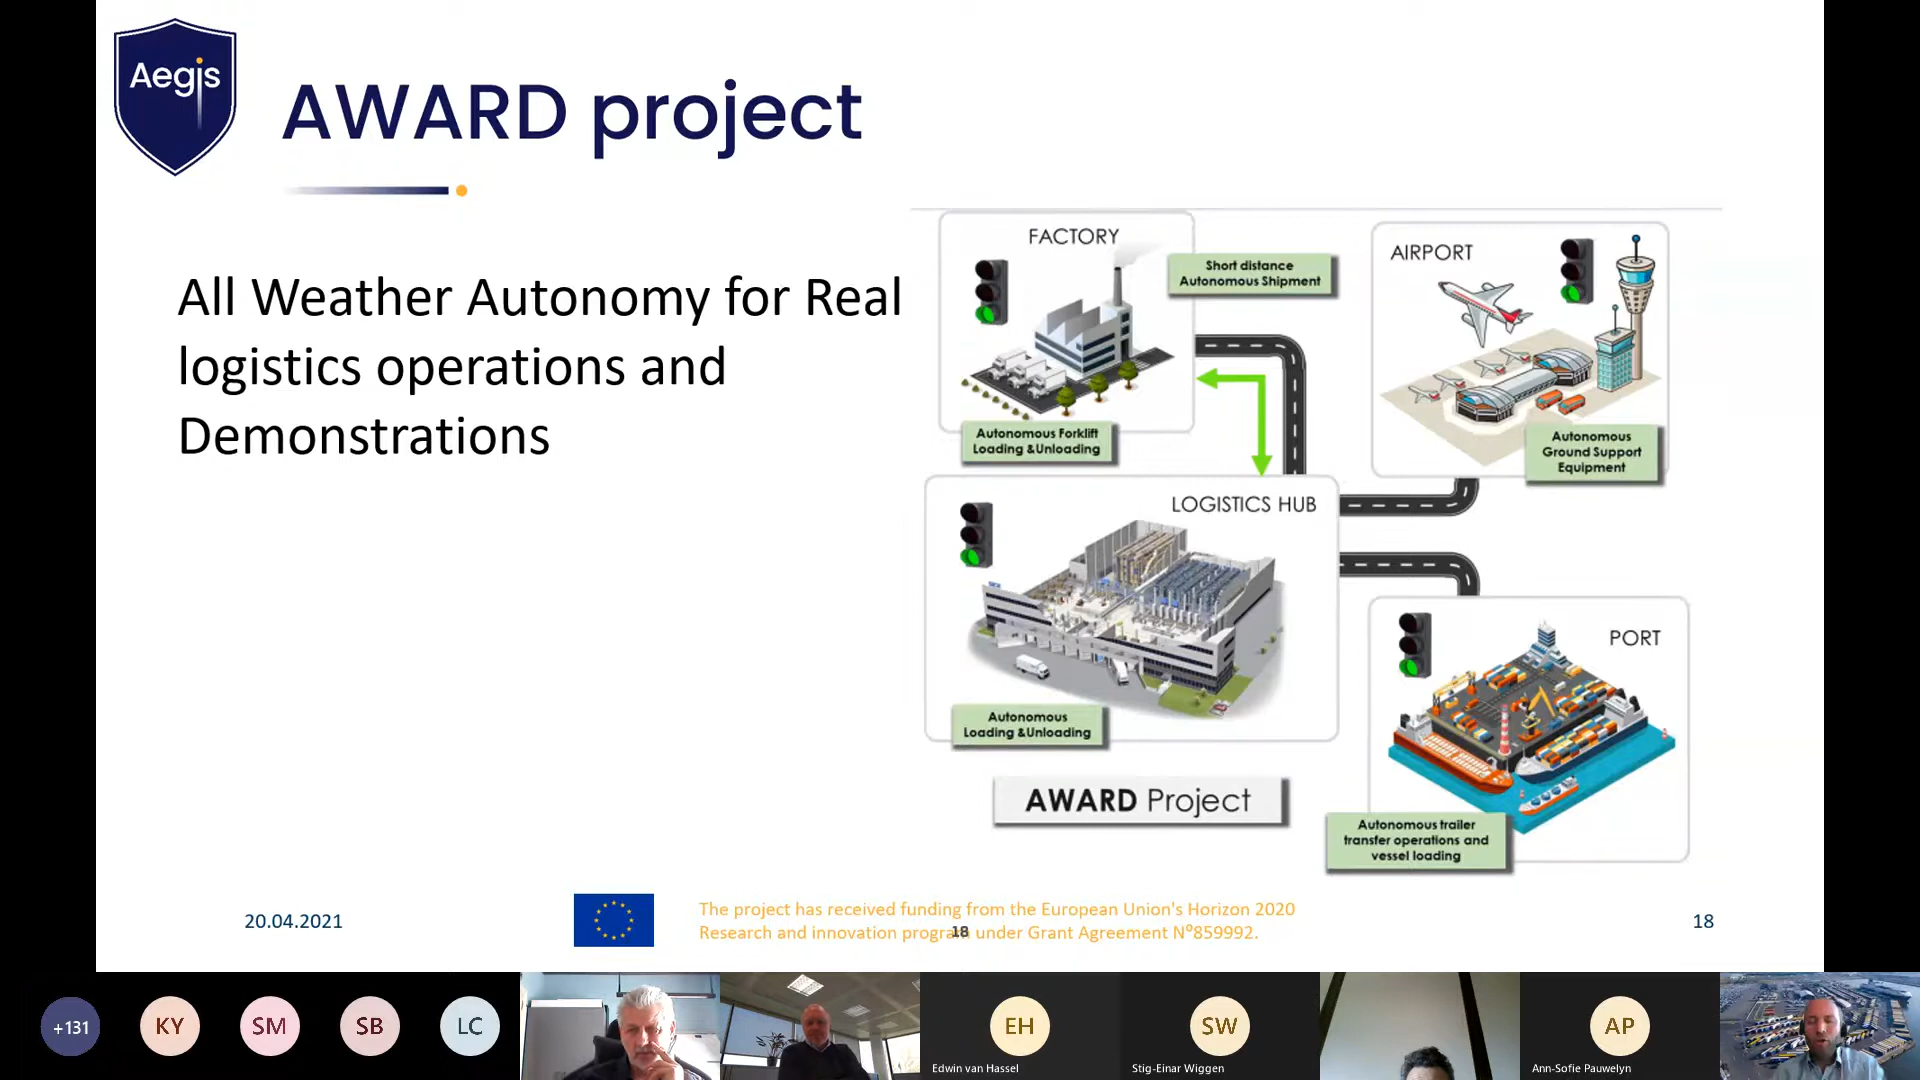 Aegis
AWARD project
All Weather Autonomy for Real
logistics operations and
Demonstrations
FACTORY
Short distance
Autonomous Shipment
AIRPORT
Autonomous Forklift
Loading &Unloading
Autonomous
Ground Support
Equipment
LOGISTICS HUB
PORT
Autonomous
Loading &Unloading
AWARD Project
Autonomous trailer
transfer operations and
vessel loading
20.04.2021
The project has received funding from the European Union's Horizon 2020
Research and innovation program under Grant Agreement Nº859992.
18
18
+131
KY
SM
SB
LC
EH
Edwin van Hassel
SW
Stig-Einar Wiggen
AP
Ann-Sofie Pauwelyn